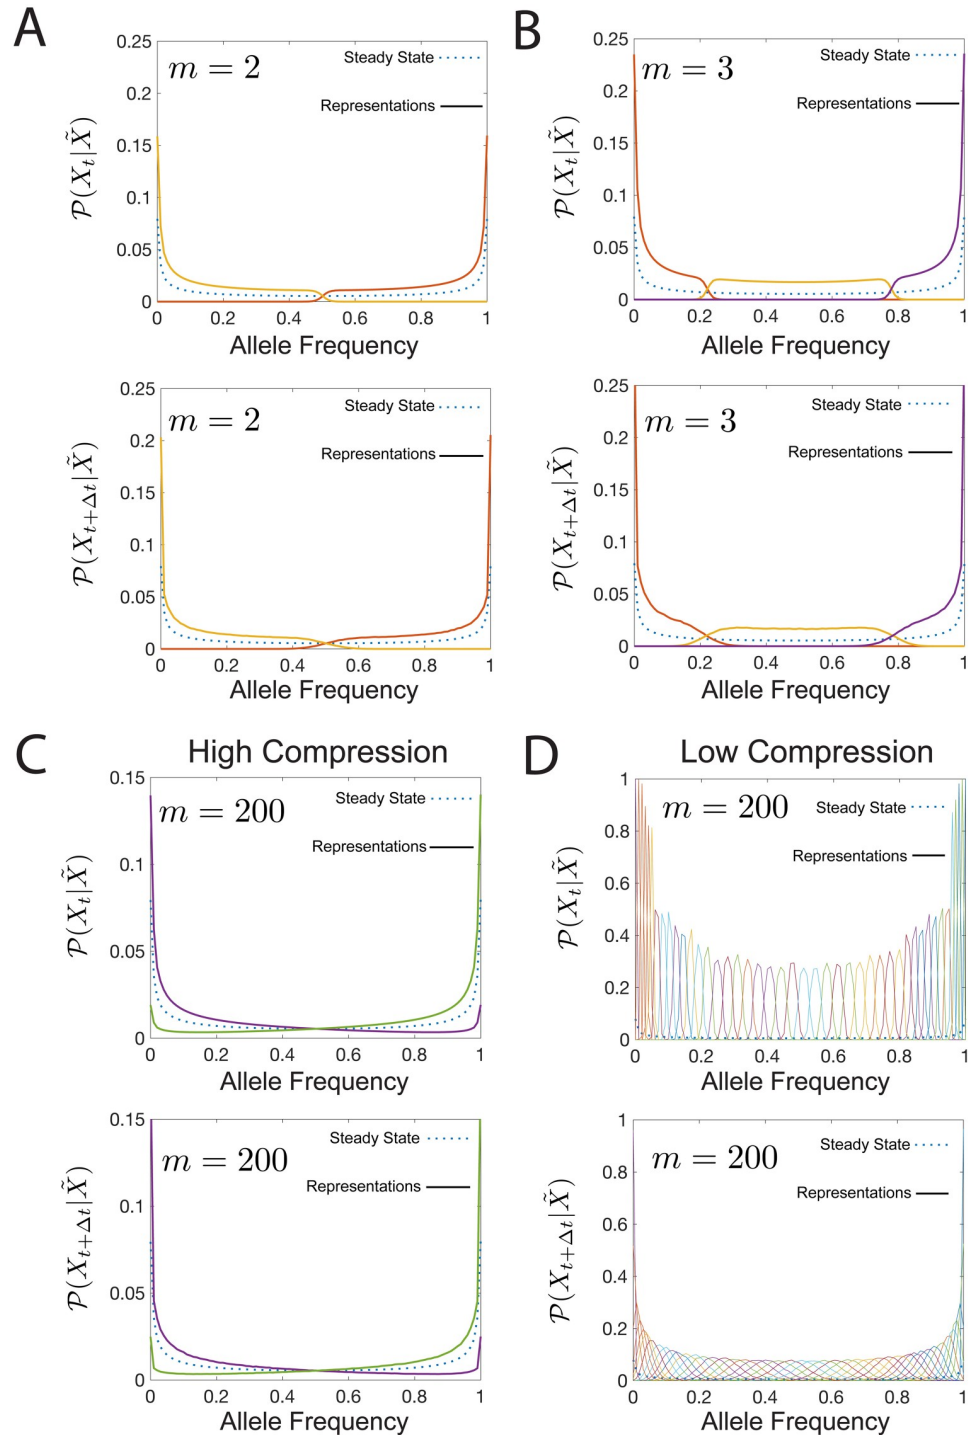 A
B
0.25
0.2
0.15
0.1
0.05
0
m = 2
Steady State
Representations
P(X_t|X̃)
0 0.2 0.4 0.6 0.8 1
Allele Frequency
0.25
0.2
0.15
0.1
0.05
0
m = 3
Steady State
Representations
P(X_t|X̃)
0 0.2 0.4 0.6 0.8 1
Allele Frequency
0.25
0.2
0.15
0.1
0.05
0
m = 2
Steady State
Representations
P(X_{t+Δt}|X̃)
0 0.2 0.4 0.6 0.8 1
Allele Frequency
0.25
0.2
0.15
0.1
0.05
0
m = 3
Steady State
Representations
P(X_{t+Δt}|X̃)
0 0.2 0.4 0.6 0.8 1
Allele Frequency
C
High Compression
0.15
0.1
0.05
0
m = 200
Steady State
Representations
P(X_t|X̃)
0 0.2 0.4 0.6 0.8 1
Allele Frequency
D
Low Compression
1
0.8
0.6
0.4
0.2
0
m = 200
Steady State
Representations
P(X_t|X̃)
0.2 0.4 0.6 0.8 1
Allele Frequency
0.15
0.1
0.05
0
m = 200
Steady State
Representations
P(X_{t+Δt}|X̃)
0 0.2 0.4 0.6 0.8 1
Allele Frequency
1
0.8
0.6
0.4
0.2
0
m = 200
Steady State
Representations
P(X_{t+Δt}|X̃)
0 0.2 0.4 0.6 0.8 1
Allele Frequency